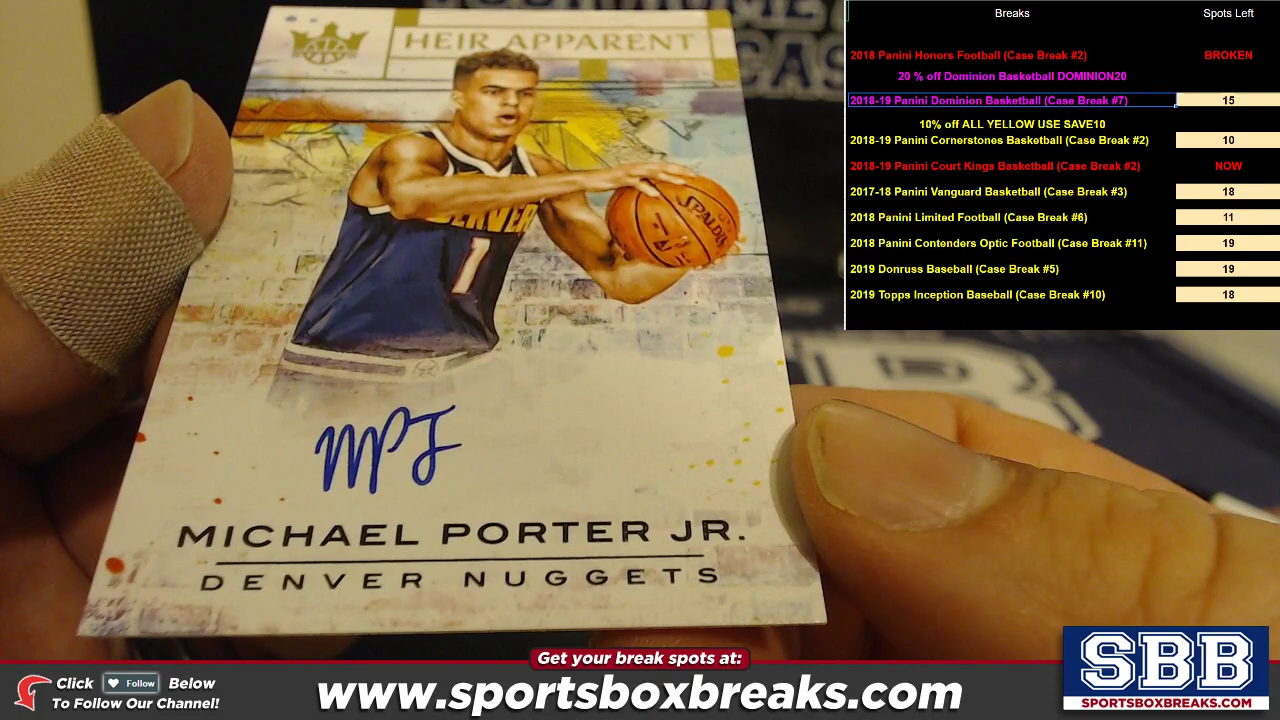 HEIR APPARENT
SPALDING
DENVER
1
MPJ
MICHAEL PORTER JR.
DENVER NUGGETS
Breaks Spots Left
2018 Panini Honors Football (Case Break #2) BROKEN
20 % off Dominion Basketball DOMINION20
2018-19 Panini Dominion Basketball (Case Break #7) 15
10% off ALL YELLOW USE SAVE10
2018-19 Panini Cornerstones Basketball (Case Break #2) 10
2018-19 Panini Court Kings Basketball (Case Break #2) NOW
2017-18 Panini Vanguard Basketball (Case Break #3) 18
2018 Panini Limited Football (Case Break #6) 11
2018 Panini Contenders Optic Football (Case Break #11) 19
2019 Donruss Baseball (Case Break #5) 19
2019 Topps Inception Baseball (Case Break #10) 18
Get your break spots at:
Click Follow Below
To Follow Our Channel!
www.sportsboxbreaks.com
SBB
SPORTSBOXBREAKS.COM